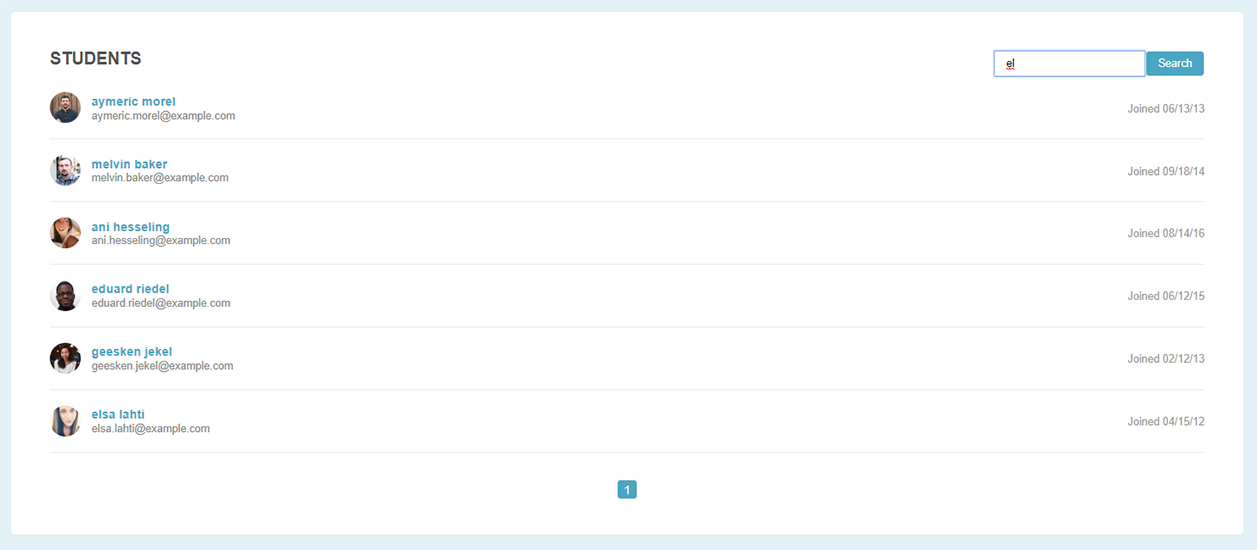 STUDENTS
el
Search
aymeric morel
aymeric.morel@example.com
Joined 06/13/13
melvin baker
melvin.baker@example.com
Joined 09/18/14
ani hesseling
ani.hesseling@example.com
Joined 08/14/16
eduard riedel
eduard.riedel@example.com
Joined 06/12/15
geesken jekel
geesken.jekel@example.com
Joined 02/12/13
elsa lahti
elsa.lahti@example.com
Joined 04/15/12
1